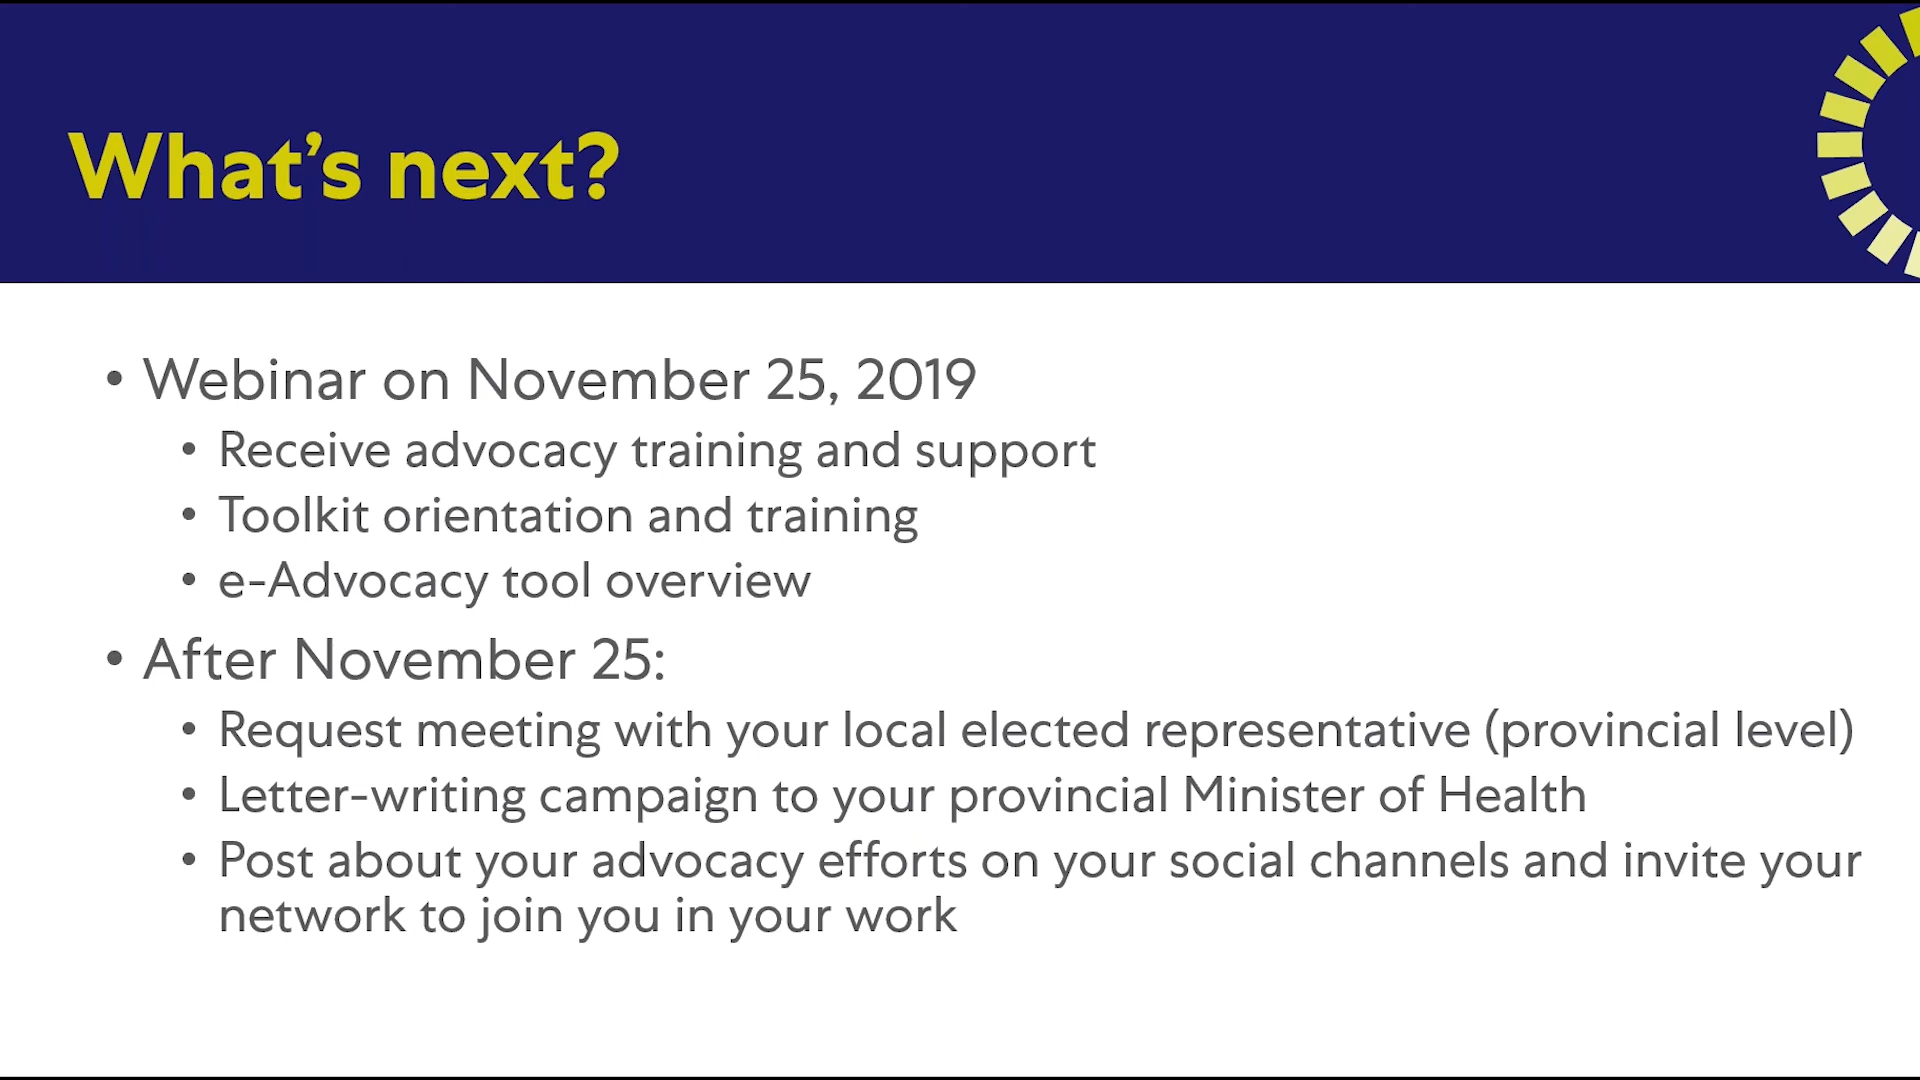 What’s next?
• Webinar on November 25, 2019
• Receive advocacy training and support
• Toolkit orientation and training
• e-Advocacy tool overview
• After November 25:
• Request meeting with your local elected representative (provincial level)
• Letter-writing campaign to your provincial Minister of Health
• Post about your advocacy efforts on your social channels and invite your
network to join you in your work